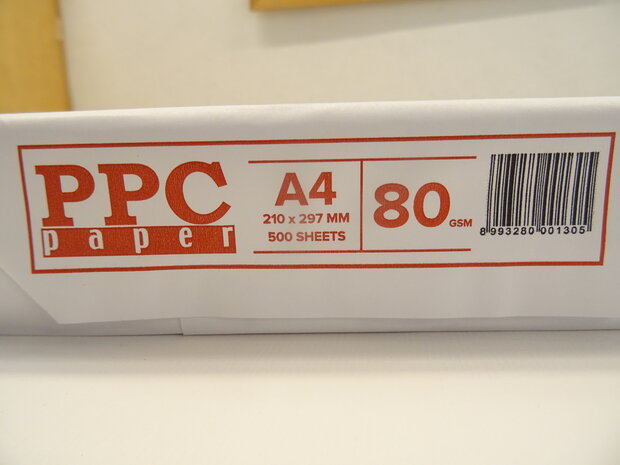 PPC
paper
A4
210 x 297 MM
500 SHEETS
80 GSM
8 993280 001305